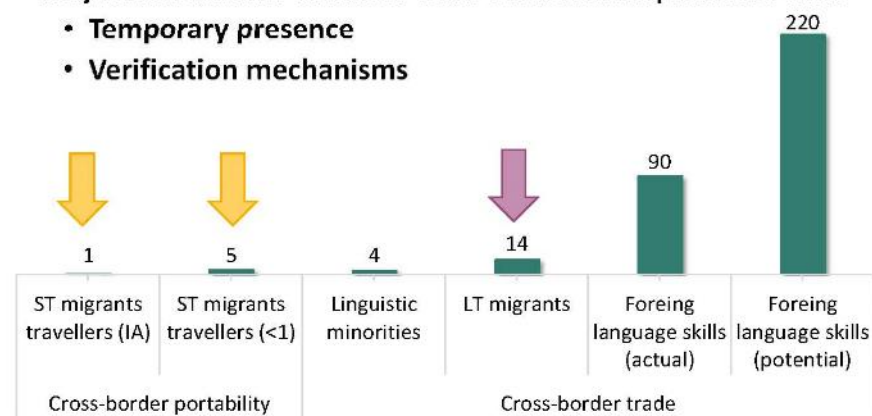 • Temporary presence
• Verification mechanisms
220
90
14
1
5
4
ST migrants travellers (IA)
ST migrants travellers (<1)
Linguistic minorities
LT migrants
Foreing language skills (actual)
Foreing language skills (potential)
Cross-border portability
Cross-border trade